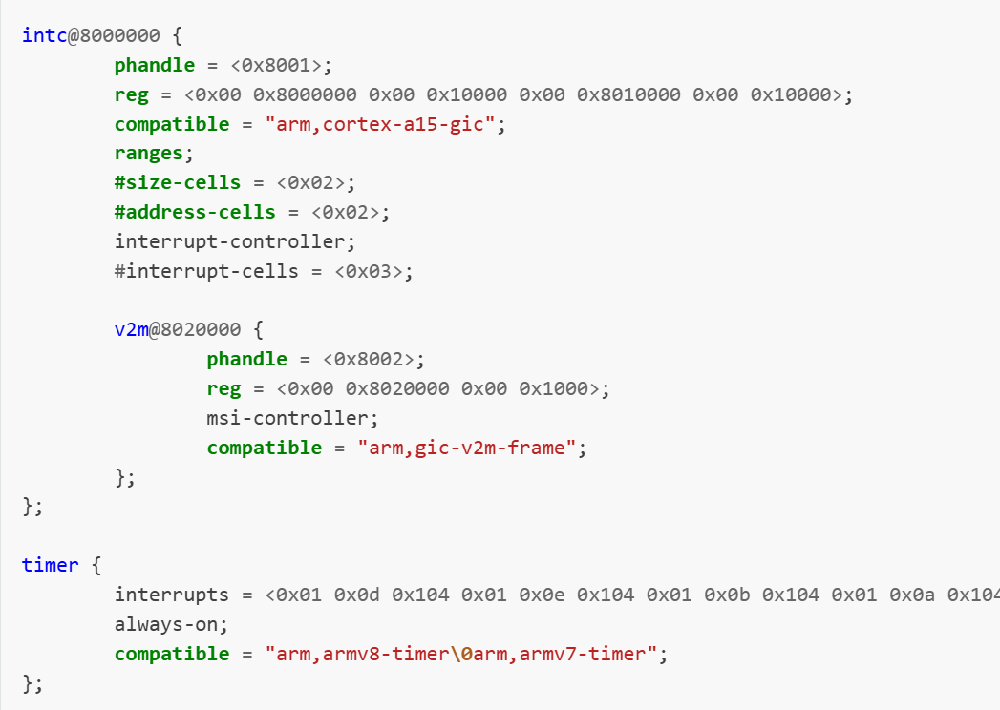 intc@8000000 {
phandle = <0x8001>;
reg = <0x00 0x8000000 0x00 0x10000 0x00 0x8010000 0x00 0x10000>;
compatible = "arm,cortex-a15-gic";
ranges;
#size-cells = <0x02>;
#address-cells = <0x02>;
interrupt-controller;
#interrupt-cells = <0x03>;
v2m@8020000 {
phandle = <0x8002>;
reg = <0x00 0x8020000 0x00 0x1000>;
msi-controller;
compatible = "arm,gic-v2m-frame";
};
};
timer {
interrupts = <0x01 0x0d 0x104 0x01 0x0e 0x104 0x01 0x0b 0x104 0x01 0x0a 0x104
always-on;
compatible = "arm,armv8-timer\0arm,armv7-timer";
};